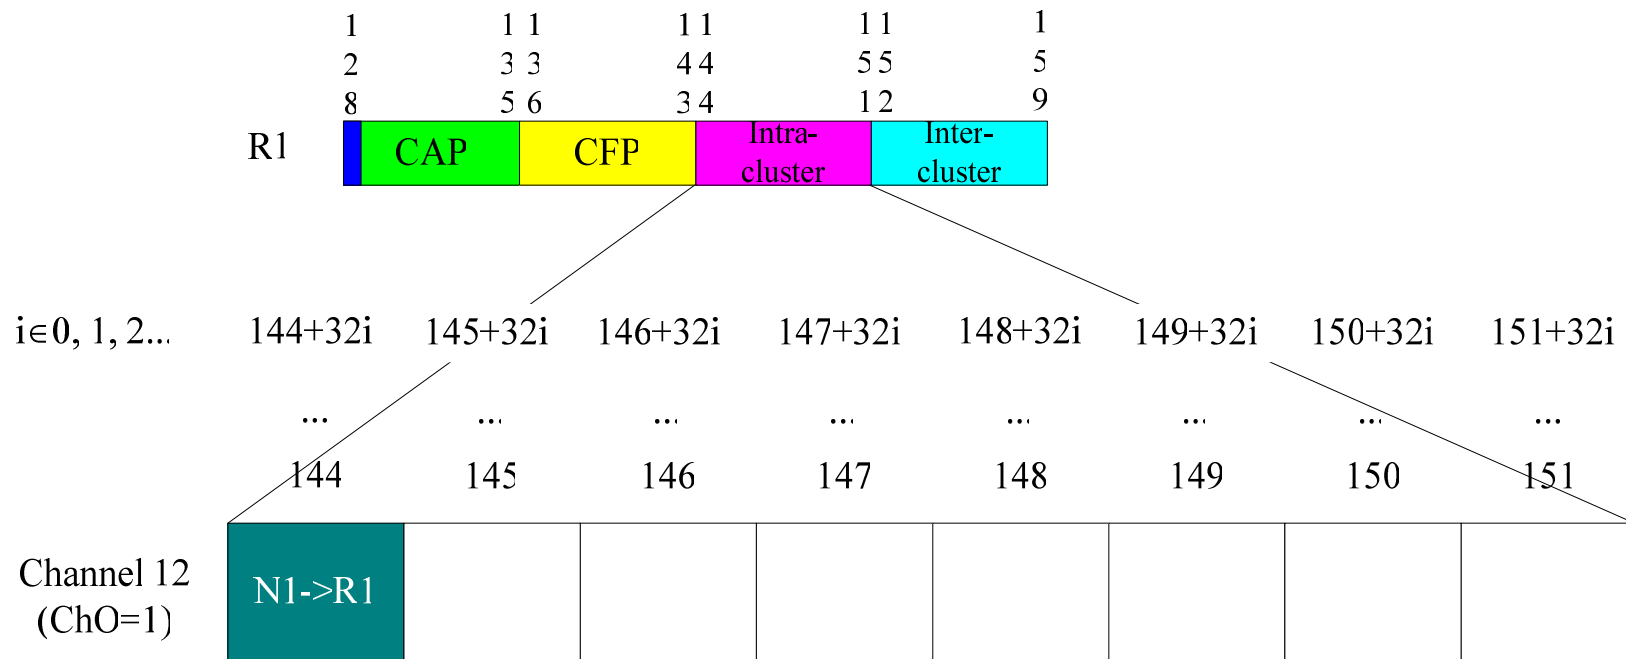 1 1 1 1 1 1 1 1
2 3 3 4 4 5 5 5
8 5 6 3 4 1 2 9
R1 CAP CFP Intra-cluster Inter-cluster
i∈0, 1, 2... 144+32i 145+32i 146+32i 147+32i 148+32i 149+32i 150+32i 151+32i
... ... ... ... ... ... ... ...
144 145 146 147 148 149 150 151
Channel 12
(ChO=1)
N1->R1